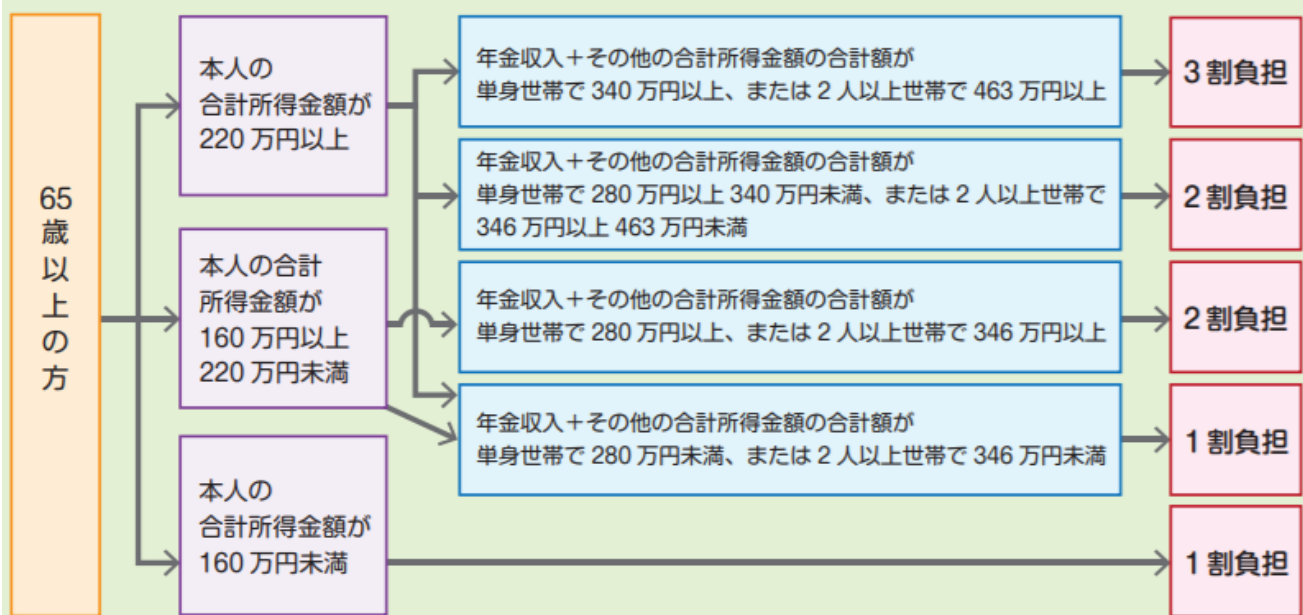 65
歳
以
上
の
方
本人の
合計所得金額が
220 万円以上
年金収入＋その他の合計所得金額の合計額が
単身世帯で 340 万円以上、または 2 人以上世帯で 463 万円以上
3 割負担
年金収入＋その他の合計所得金額の合計額が
単身世帯で 280 万円以上 340 万円未満、または 2 人以上世帯で
346 万円以上 463 万円未満
2 割負担
本人の合計
所得金額が
160 万円以上
220 万円未満
年金収入＋その他の合計所得金額の合計額が
単身世帯で 280 万円以上、または 2 人以上世帯で 346 万円以上
2 割負担
年金収入＋その他の合計所得金額の合計額が
単身世帯で 280 万円未満、または 2 人以上世帯で 346 万円未満
1 割負担
本人の
合計所得金額が
160 万円未満
1 割負担